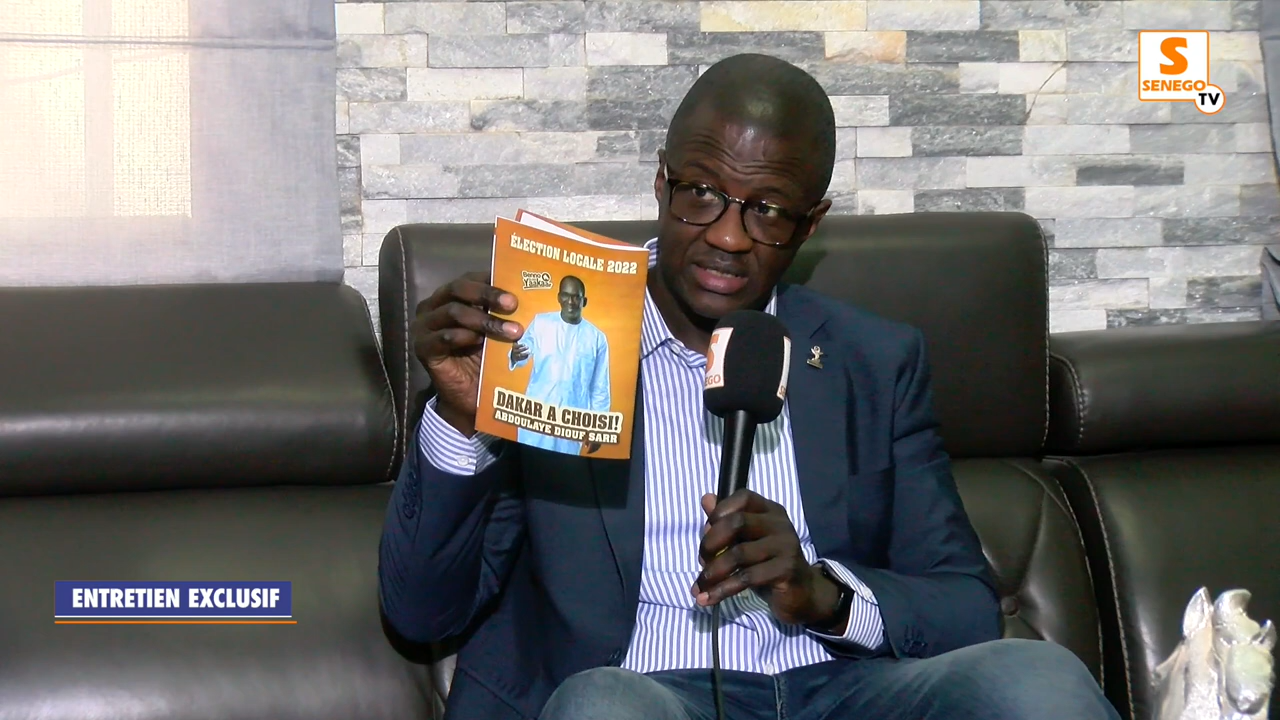 S
SENEGO
TV
ÉLECTION LOCALE 2022
Benno
Yaakaar
DAKAR A CHOISI!
ABDOULAYE DIOUF SARR
ENTRETIEN EXCLUSIF